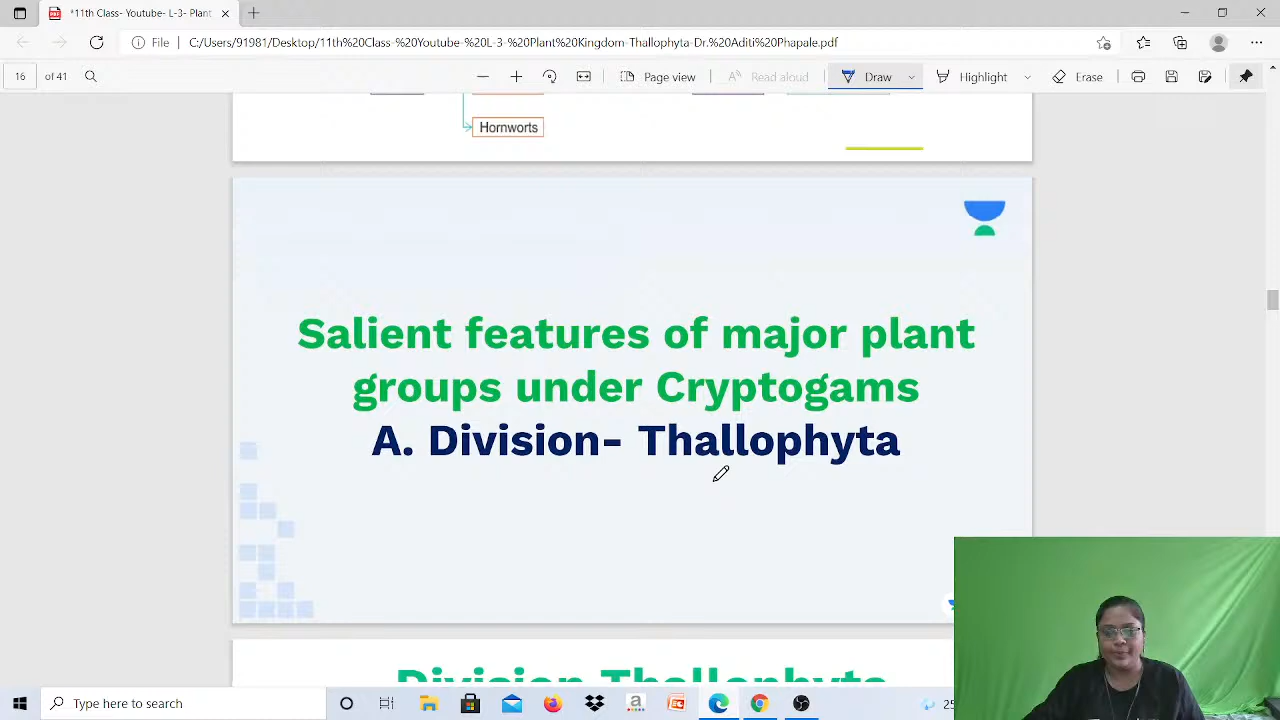 *11th Class- Youtube- L-3- Plant
File
C:/Users/91981/Desktop/11th%20Class-%20Youtube-%20L-3-%20Plant%20Kingdom-Thallophyta-Dr.%20Aditi%20Phapale.pdf
16 of 41
Page view
Read aloud
Draw
Highlight
Erase
Hornworts
Salient features of major plant
groups under Cryptogams
A. Division- Thallophyta
Division Thallophyta
Type here to search